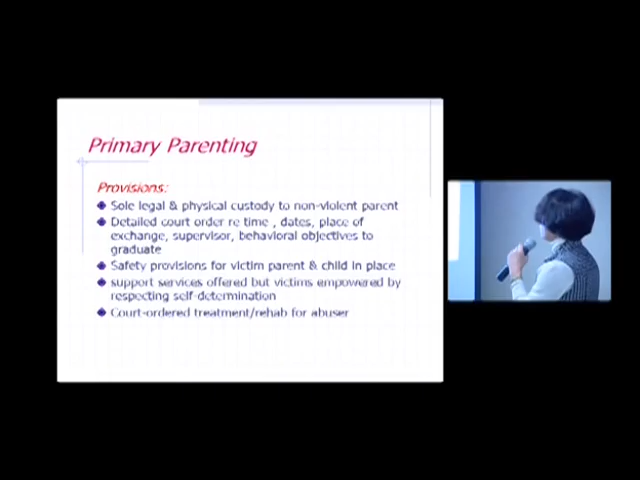 Primary Parenting
Provisions:
Sole legal & physical custody to non-violent parent
Detailed court order re time , dates, place of
exchange, supervisor, behavioral objectives to
graduate
Safety provisions for victim parent & child in place
support services offered but victims empowered by
respecting self-determination
Court-ordered treatment/rehab for abuser